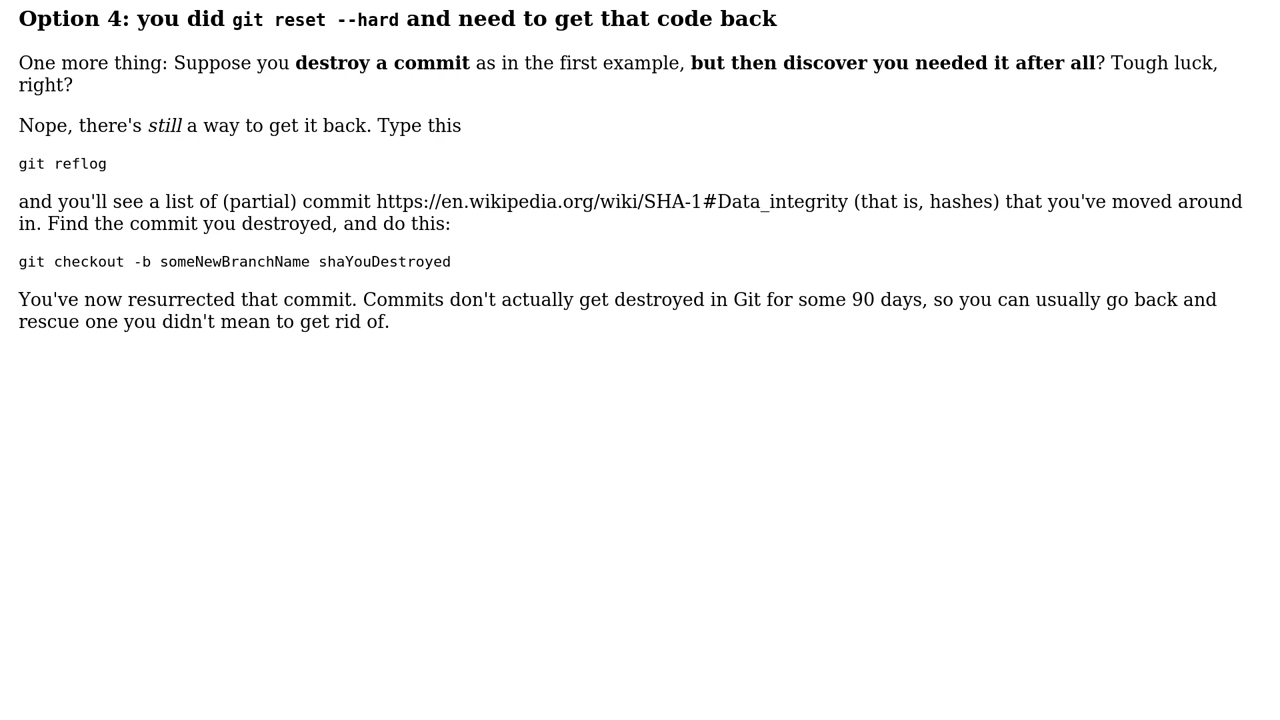 Option 4: you did git reset --hard and need to get that code back
One more thing: Suppose you destroy a commit as in the first example, but then discover you needed it after all? Tough luck,
right?
Nope, there's still a way to get it back. Type this
git reflog
and you'll see a list of (partial) commit https://en.wikipedia.org/wiki/SHA-1#Data_integrity (that is, hashes) that you've moved around
in. Find the commit you destroyed, and do this:
git checkout -b someNewBranchName shaYouDestroyed
You've now resurrected that commit. Commits don't actually get destroyed in Git for some 90 days, so you can usually go back and
rescue one you didn't mean to get rid of.